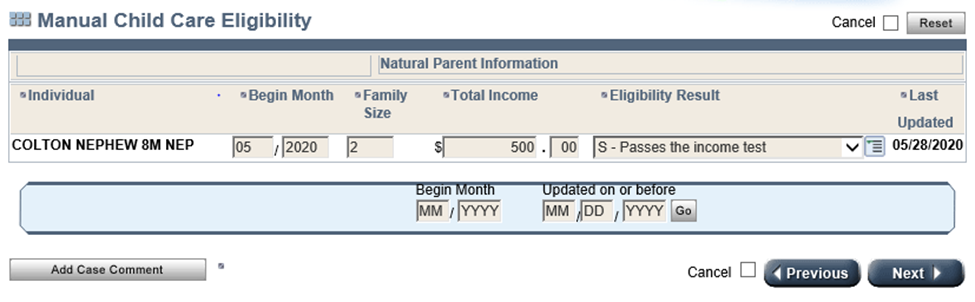 Manual Child Care Eligibility
Cancel Reset
Natural Parent Information
Individual Begin Month Family Size Total Income Eligibility Result Last Updated
COLTON NEPHEW 8M NEP 05 / 2020 2 $ 500 . 00 S - Passes the income test 05/28/2020
Begin Month Updated on or before
MM / YYYY MM / DD / YYYY Go
Add Case Comment Cancel Previous Next